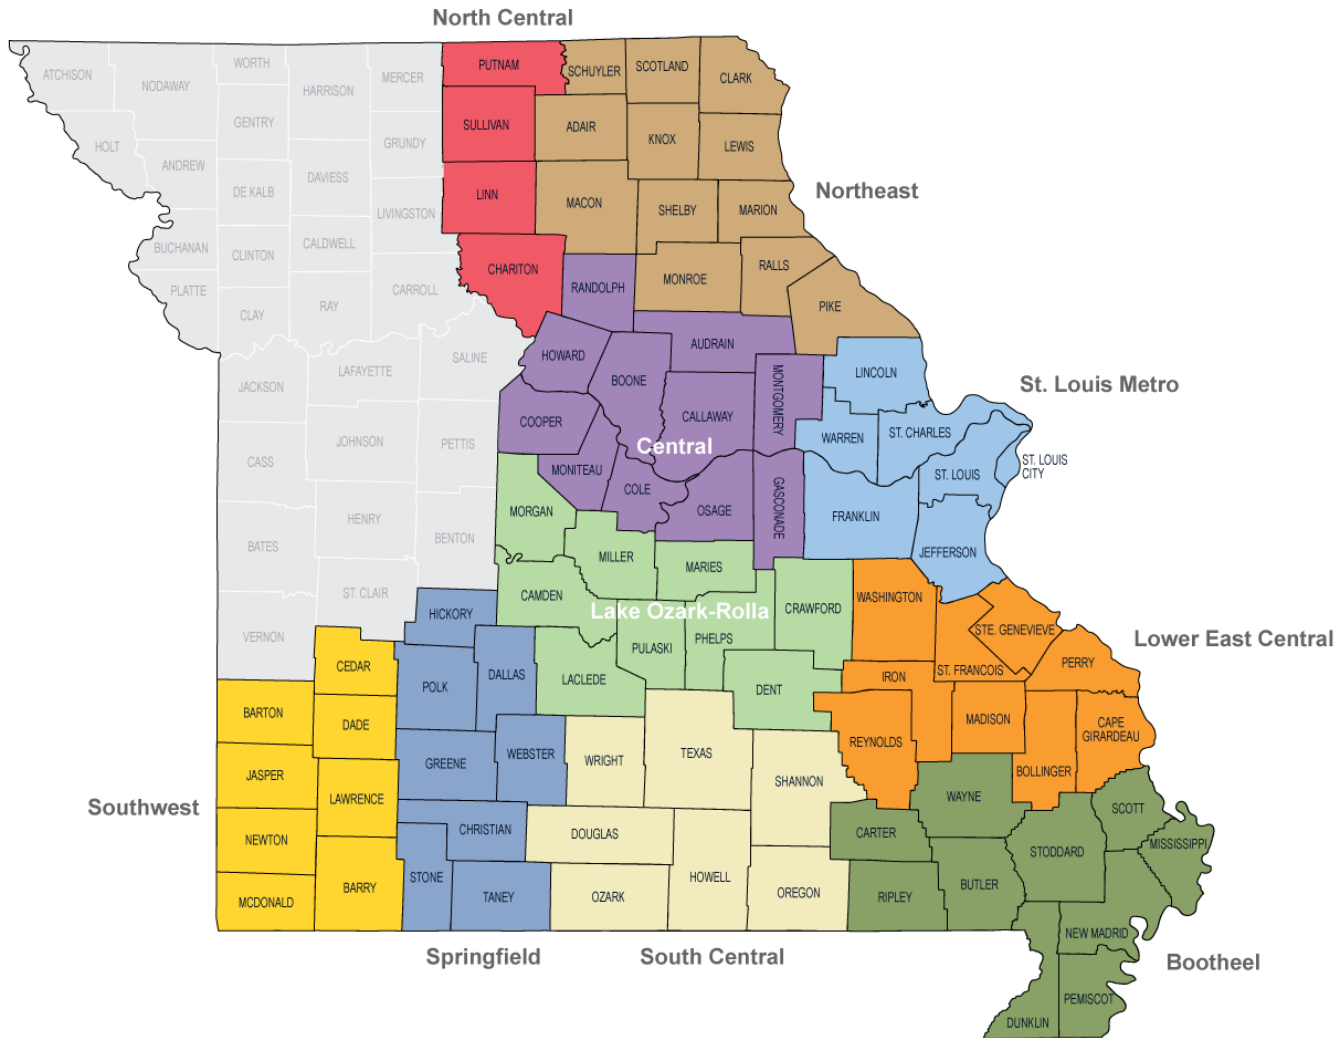 North Central
ATCHISON
NODAWAY
WORTH
HARRISON
MERCER
PUTNAM
SCHUYLER
SCOTLAND
CLARK
HOLT
GENTRY
GRUNDY
SULLIVAN
ADAIR
KNOX
LEWIS
ANDREW
DE KALB
DAVIESS
LIVINGSTON
LINN
MACON
SHELBY
MARION
Northeast
BUCHANAN
CLINTON
CALDWELL
CARROLL
CHARITON
RANDOLPH
MONROE
RALLS
PLATTE
CLAY
RAY
PIKE
JACKSON
LAFAYETTE
SALINE
HOWARD
BOONE
AUDRAIN
MONTGOMERY
LINCOLN
St. Louis Metro
CASS
JOHNSON
PETTIS
COOPER
CALLAWAY
WARREN
ST. CHARLES
Central
MONITEAU
COLE
OSAGE
GASCONADE
FRANKLIN
ST. LOUIS
ST. LOUIS
CITY
BATES
HENRY
BENTON
MORGAN
MILLER
MARIES
JEFFERSON
VERNON
ST. CLAIR
HICKORY
CAMDEN
Lake Ozark-Rolla
CRAWFORD
WASHINGTON
STE. GENEVIEVE
Lower East Central
CEDAR
POLK
DALLAS
LACLEDE
PULASKI
PHELPS
DENT
IRON
ST. FRANCOIS
PERRY
BARTON
DADE
GREENE
WEBSTER
WRIGHT
TEXAS
SHANNON
REYNOLDS
MADISON
BOLLINGER
CAPE
GIRARDEAU
JASPER
LAWRENCE
Southwest
CHRISTIAN
DOUGLAS
CARTER
WAYNE
SCOTT
NEWTON
STODDARD
MISSISSIPPI
MCDONALD
BARRY
STONE
TANEY
OZARK
HOWELL
OREGON
RIPLEY
BUTLER
NEW MADRID
Springfield
South Central
Bootheel
PEMISCOT
DUNKLIN